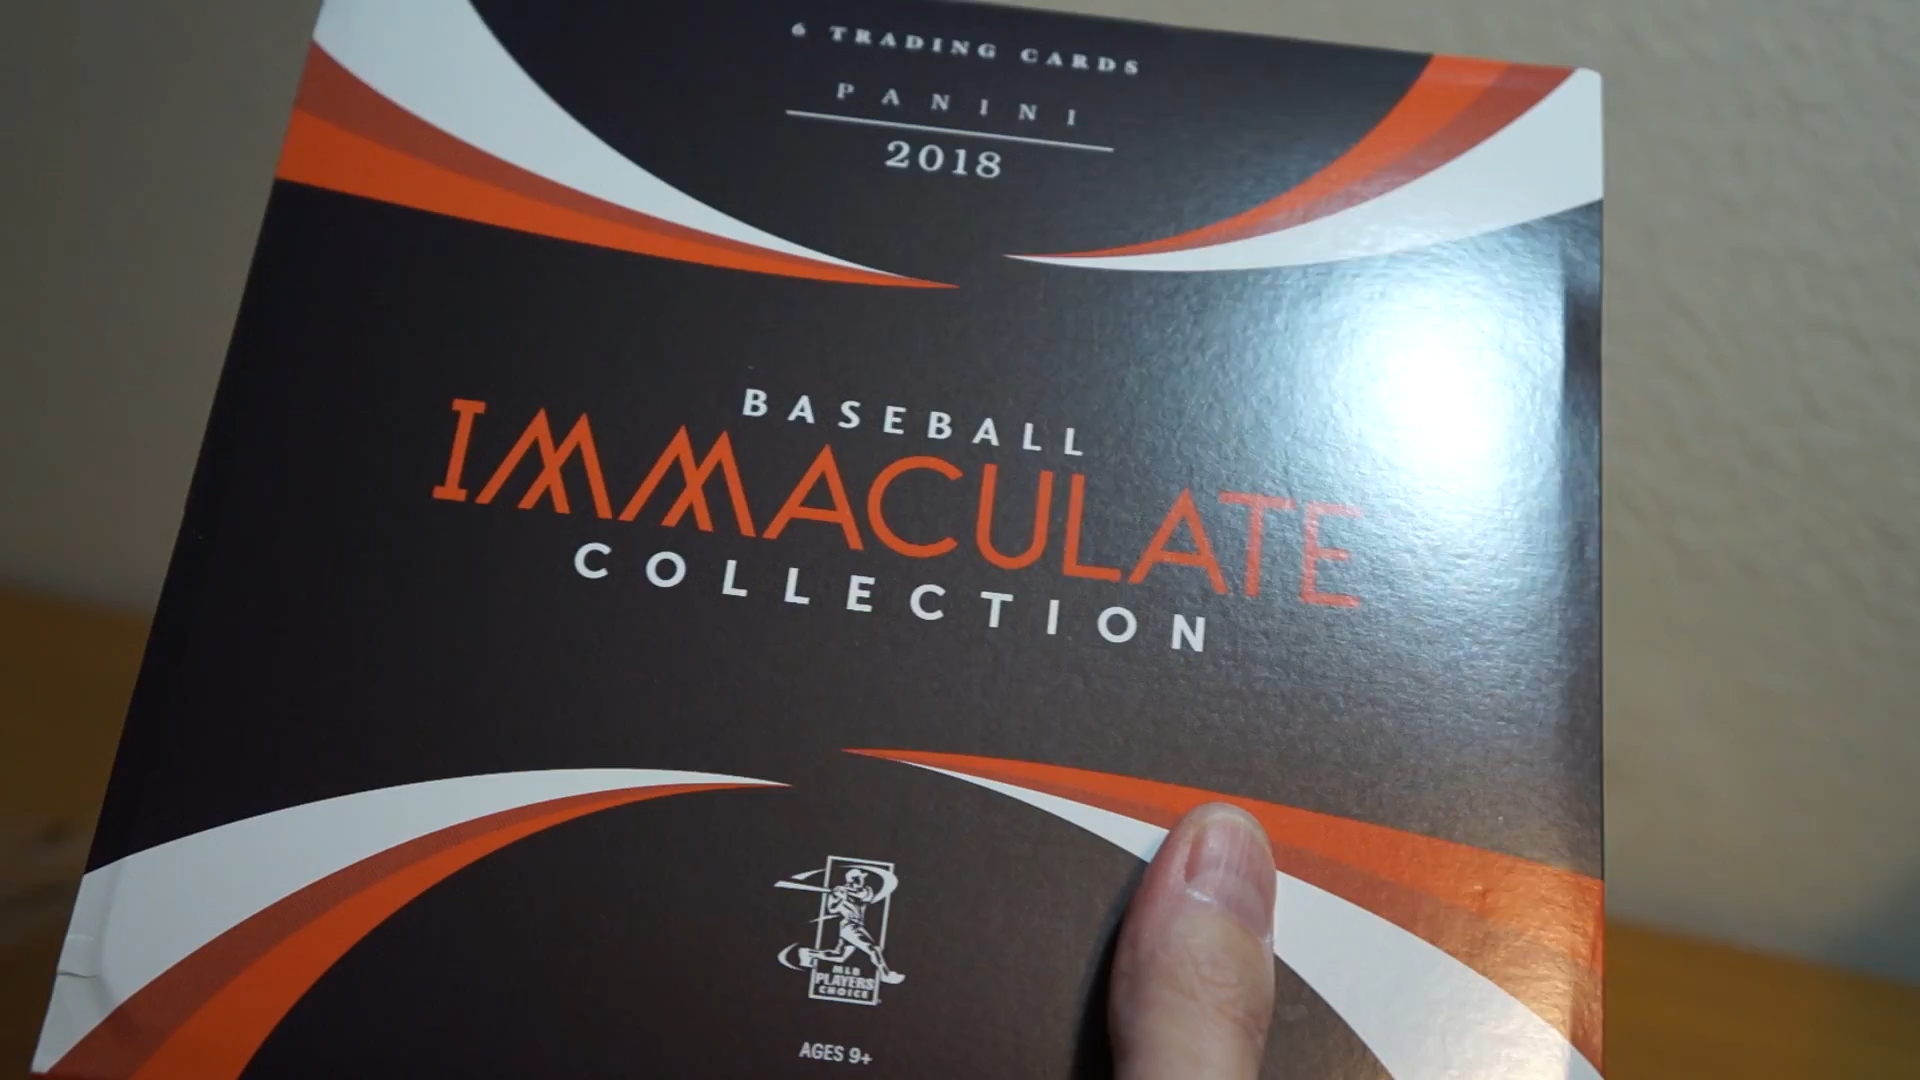 6 TRADING CARDS
PANINI
2018
BASEBALL
IMMACULATE
COLLECTION
MLB
PLAYERS
CHOICE
AGES 9+